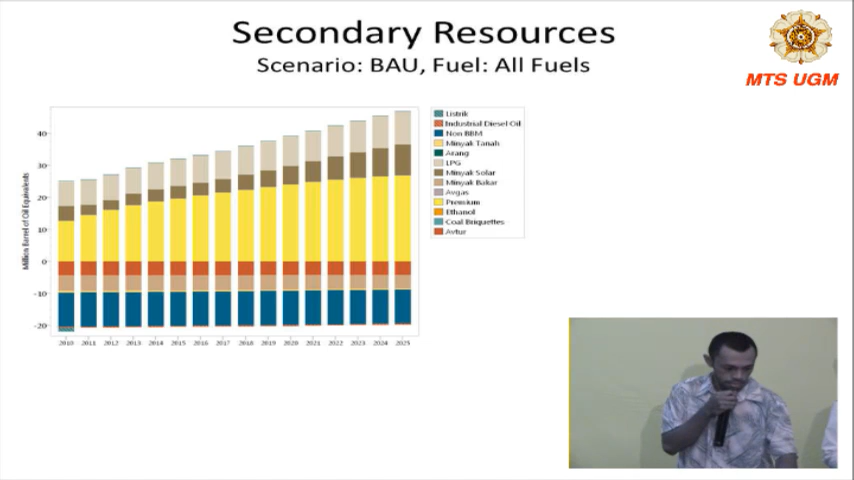 Secondary Resources
Scenario: BAU, Fuel: All Fuels
MTS UGM
Million Barrel of Oil Equivalents
40
30
20
10
0
-10
-20
2010 2011 2012 2013 2014 2015 2016 2017 2018 2019 2020 2021 2022 2023 2024 2025
Listrik
Industrial Diesel Oil
Non BBM
Minyak Tanah
Arang
LPG
Minyak Solar
Minyak Bakar
Avgas
Premium
Ethanol
Coal Briquettes
Avtur